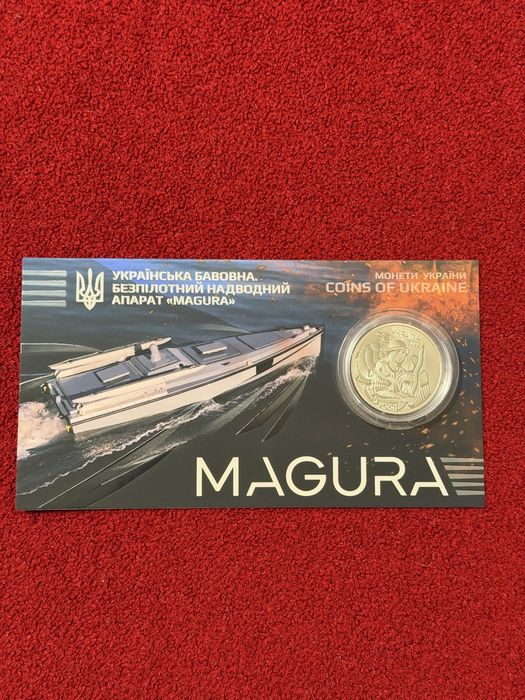 УКРАЇНСЬКА БАВОВНА.
БЕЗПІЛОТНИЙ НАДВОДНИЙ
АПАРАТ «MAGURA»
МОНЕТИ УКРАЇНИ
COINS OF UKRAINE
MAGURA